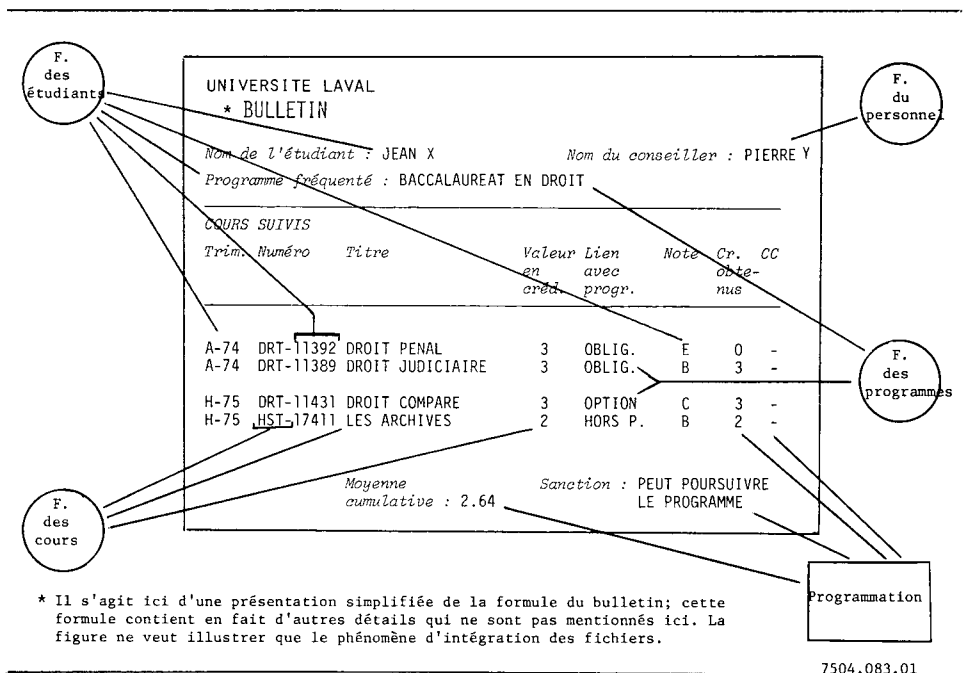 F.
des
étudiants
F.
du
personnel
UNIVERSITE LAVAL
* BULLETIN
Nom de l'étudiant : JEAN X Nom du conseiller : PIERRE Y
Programme fréquenté : BACCALAUREAT EN DROIT
COURS SUIVIS
Trim. Numéro Titre Valeur Lien Note Cr. CC
en avec obte-
créd. progr. nus
A-74 DRT-11392 DROIT PENAL 3 OBLIG. E 0 -
A-74 DRT-11389 DROIT JUDICIAIRE 3 OBLIG. B 3 -
H-75 DRT-11431 DROIT COMPARE 3 OPTION C 3 -
H-75 HST-17411 LES ARCHIVES 2 HORS P. B 2 -
F.
des
programmes
Moyenne Sanction : PEUT POURSUIVRE
cumulative : 2.64 LE PROGRAMME
F.
des
cours
Programmation
* Il s'agit ici d'une présentation simplifiée de la formule du bulletin; cette
formule contient en fait d'autres détails qui ne sont pas mentionnés ici. La
figure ne veut illustrer que le phénomène d'intégration des fichiers.
7504.083.01